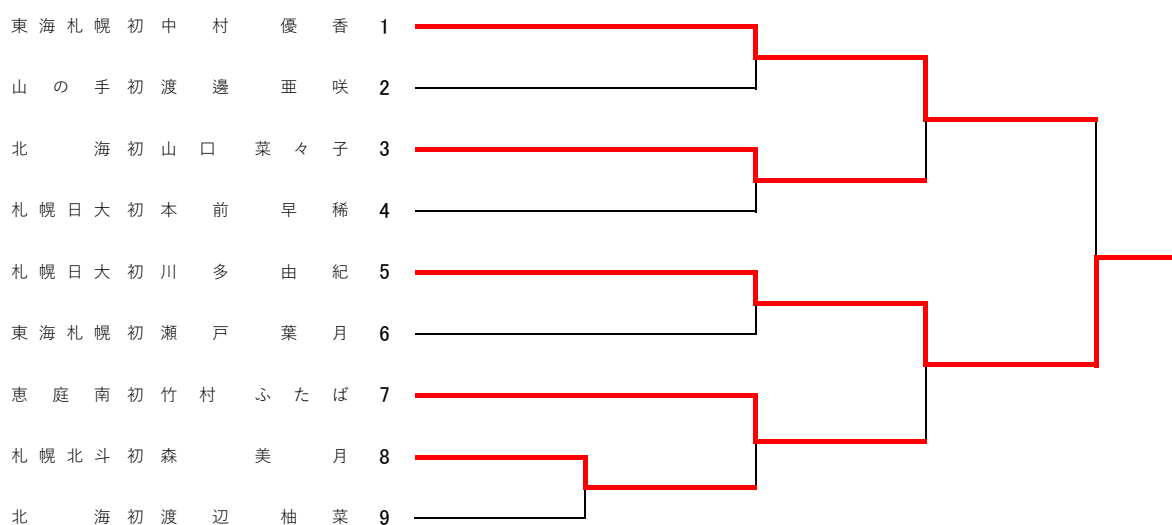 東海札幌 初 中村 優香 1
山の手 初 渡邊 亜咲 2
北海 初 山口 菜々子 3
札幌日大 初 本前 早稀 4
札幌日大 初 川多 由紀 5
東海札幌 初 瀬戸 葉月 6
恵庭南 初 竹村 ふたば 7
札幌北斗 初 森 美月 8
北海 初 渡辺 柚菜 9